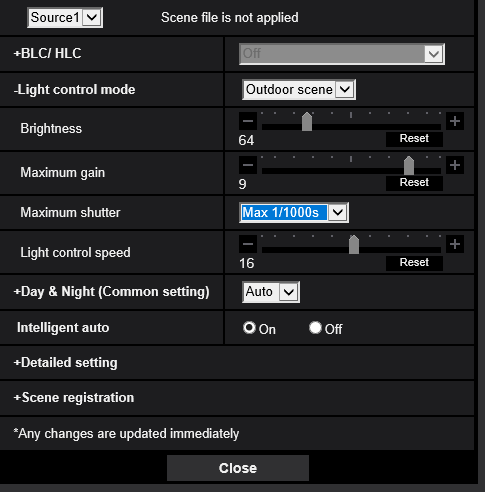 Source1 Scene file is not applied
+BLC/ HLC Off
-Light control mode Outdoor scene
Brightness − +
64 Reset
Maximum gain − +
9 Reset
Maximum shutter Max 1/1000s
Light control speed − +
16 Reset
+Day & Night (Common setting) Auto
Intelligent auto On Off
+Detailed setting
+Scene registration
*Any changes are updated immediately
Close